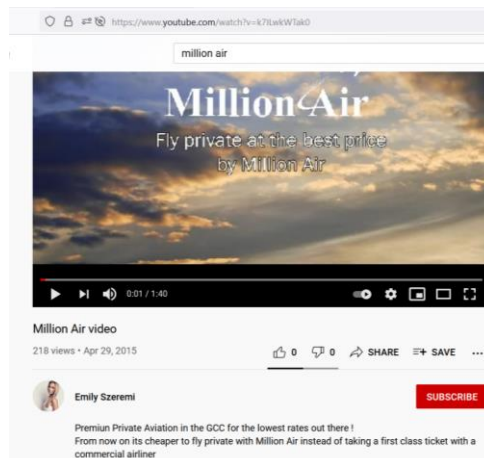 https://www.youtube.com/watch?v=k7ILwkWTak0
million air
Million Air
Fly private at the best price
by Million Air
0:01 / 1:40
Million Air video
218 views • Apr 29, 2015
0
0
SHARE
SAVE
...
Emily Szeremi
SUBSCRIBE
Premiun Private Aviation in the GCC for the lowest rates out there !
From now on its cheaper to fly private with Million Air instead of taking a first class ticket with a
commercial airliner